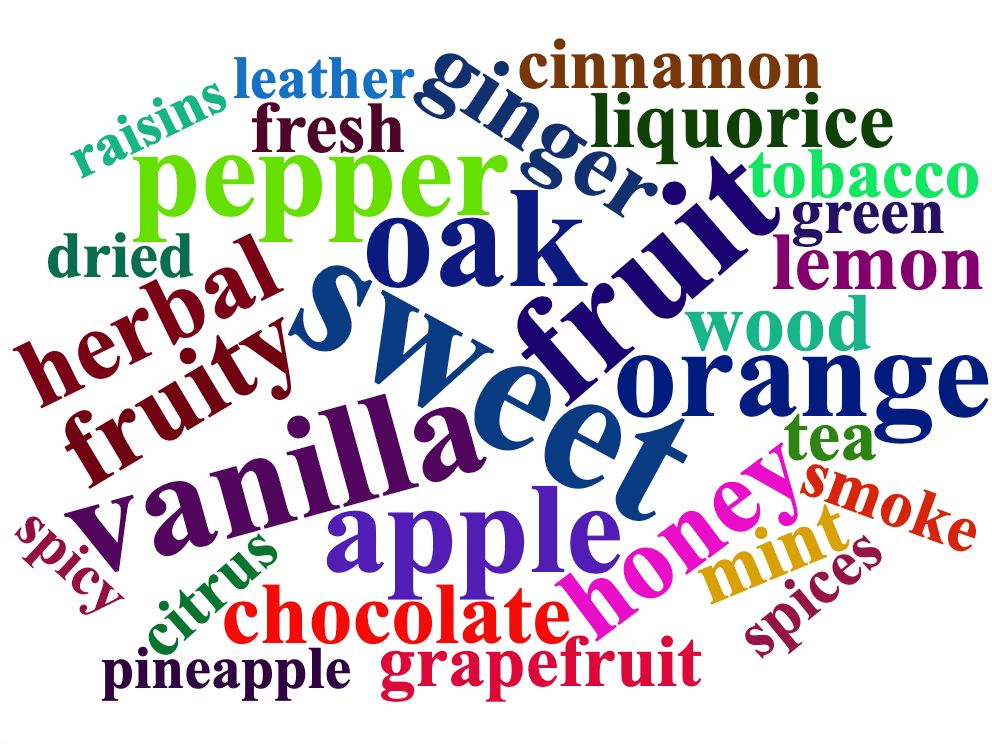 cinnamon
leather
ginger
raisins
fresh
liquorice
pepper
tobacco
oak
fruit
green
dried
lemon
herbal
sweet
wood
fruity
orange
vanilla
tea
honey
smoke
apple
mint
spicy
citrus
spices
chocolate
pineapple
grapefruit